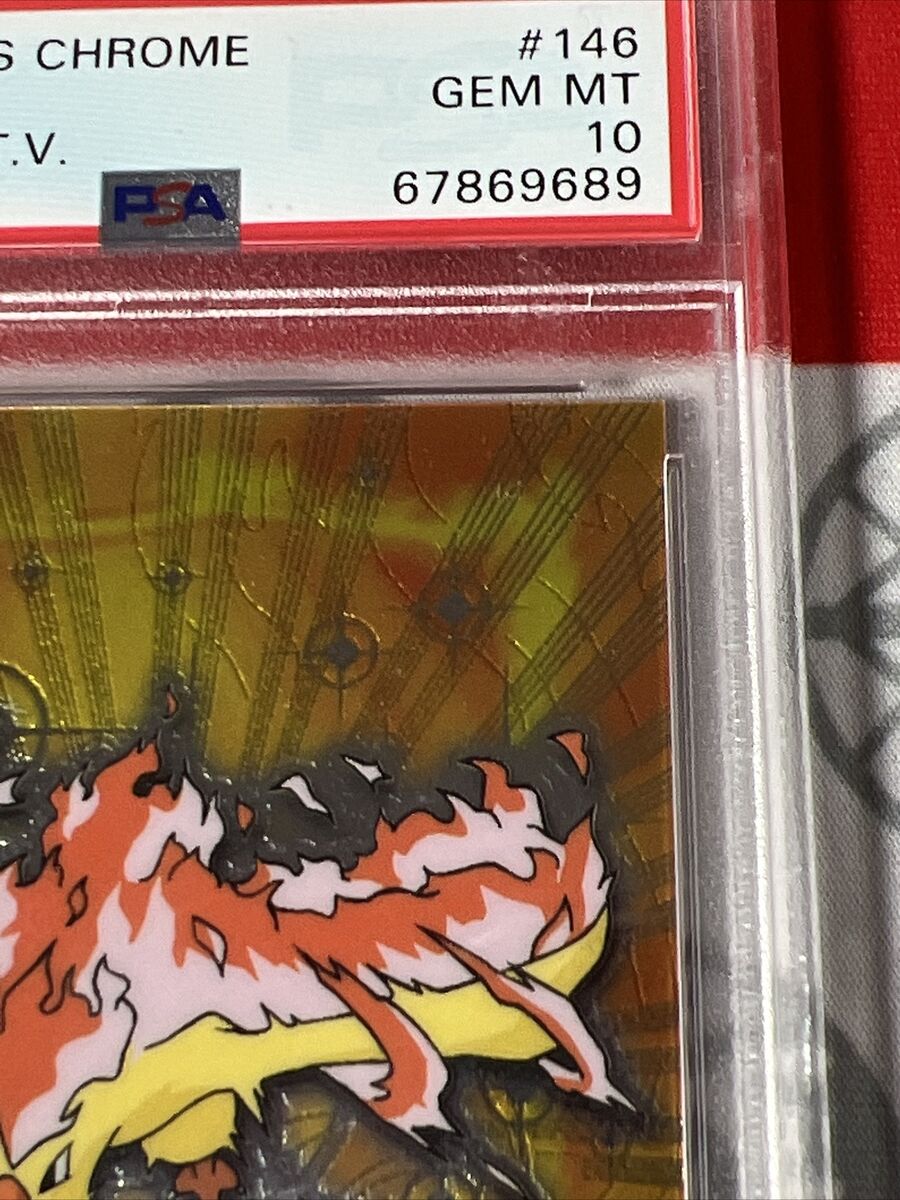 S CHROME #146
GEM MT
T.V. 10
PSA 67869689